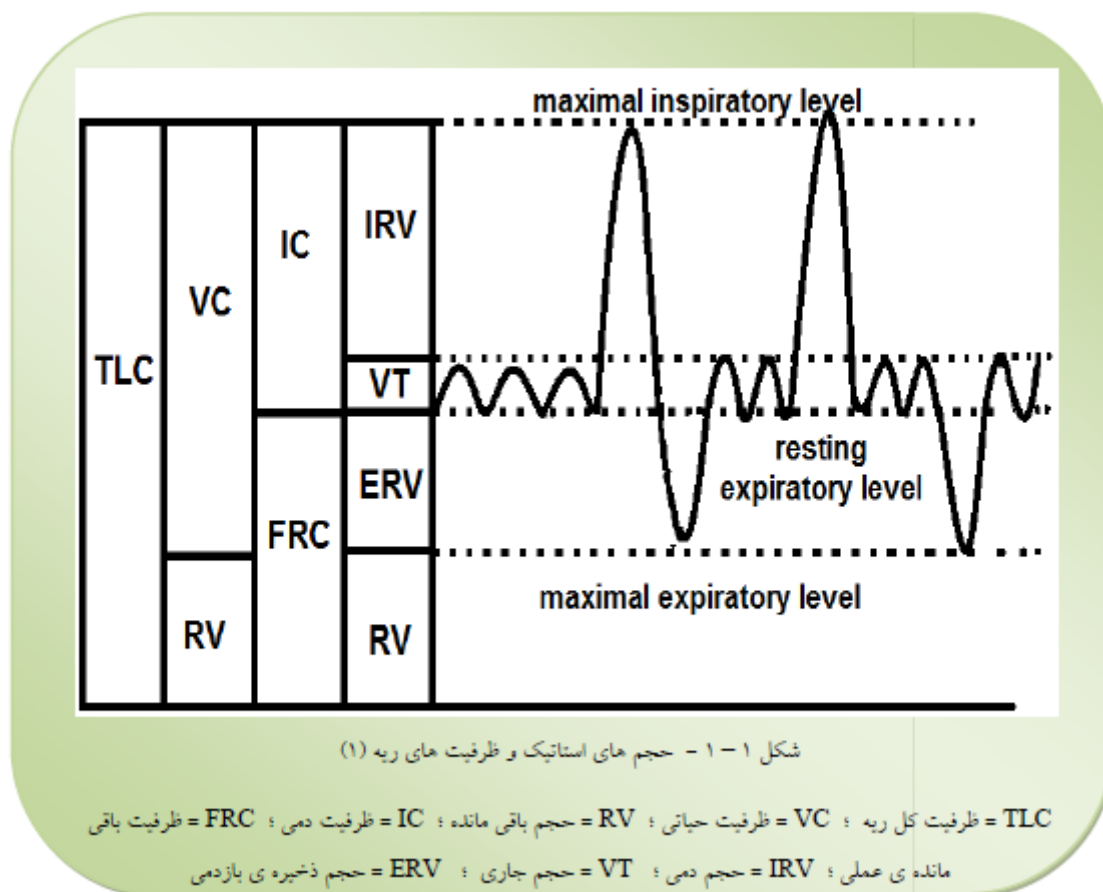 maximal inspiratory level
TLC
VC
IC
IRV
VT
resting
expiratory level
ERV
FRC
maximal expiratory level
RV
RV
شکل ۱ – ۱ - حجم های استاتیک و ظرفیت های ریه (۱)
TLC = ظرفیت کل ریه ؛ VC = ظرفیت حیاتی ؛ RV = حجم باقی مانده ؛ IC = ظرفیت دمی ؛ FRC = ظرفیت باقی
مانده ی عملی ؛ IRV = حجم دمی ؛ VT = حجم جاری ؛ ERV = حجم ذخیره ی بازدمی